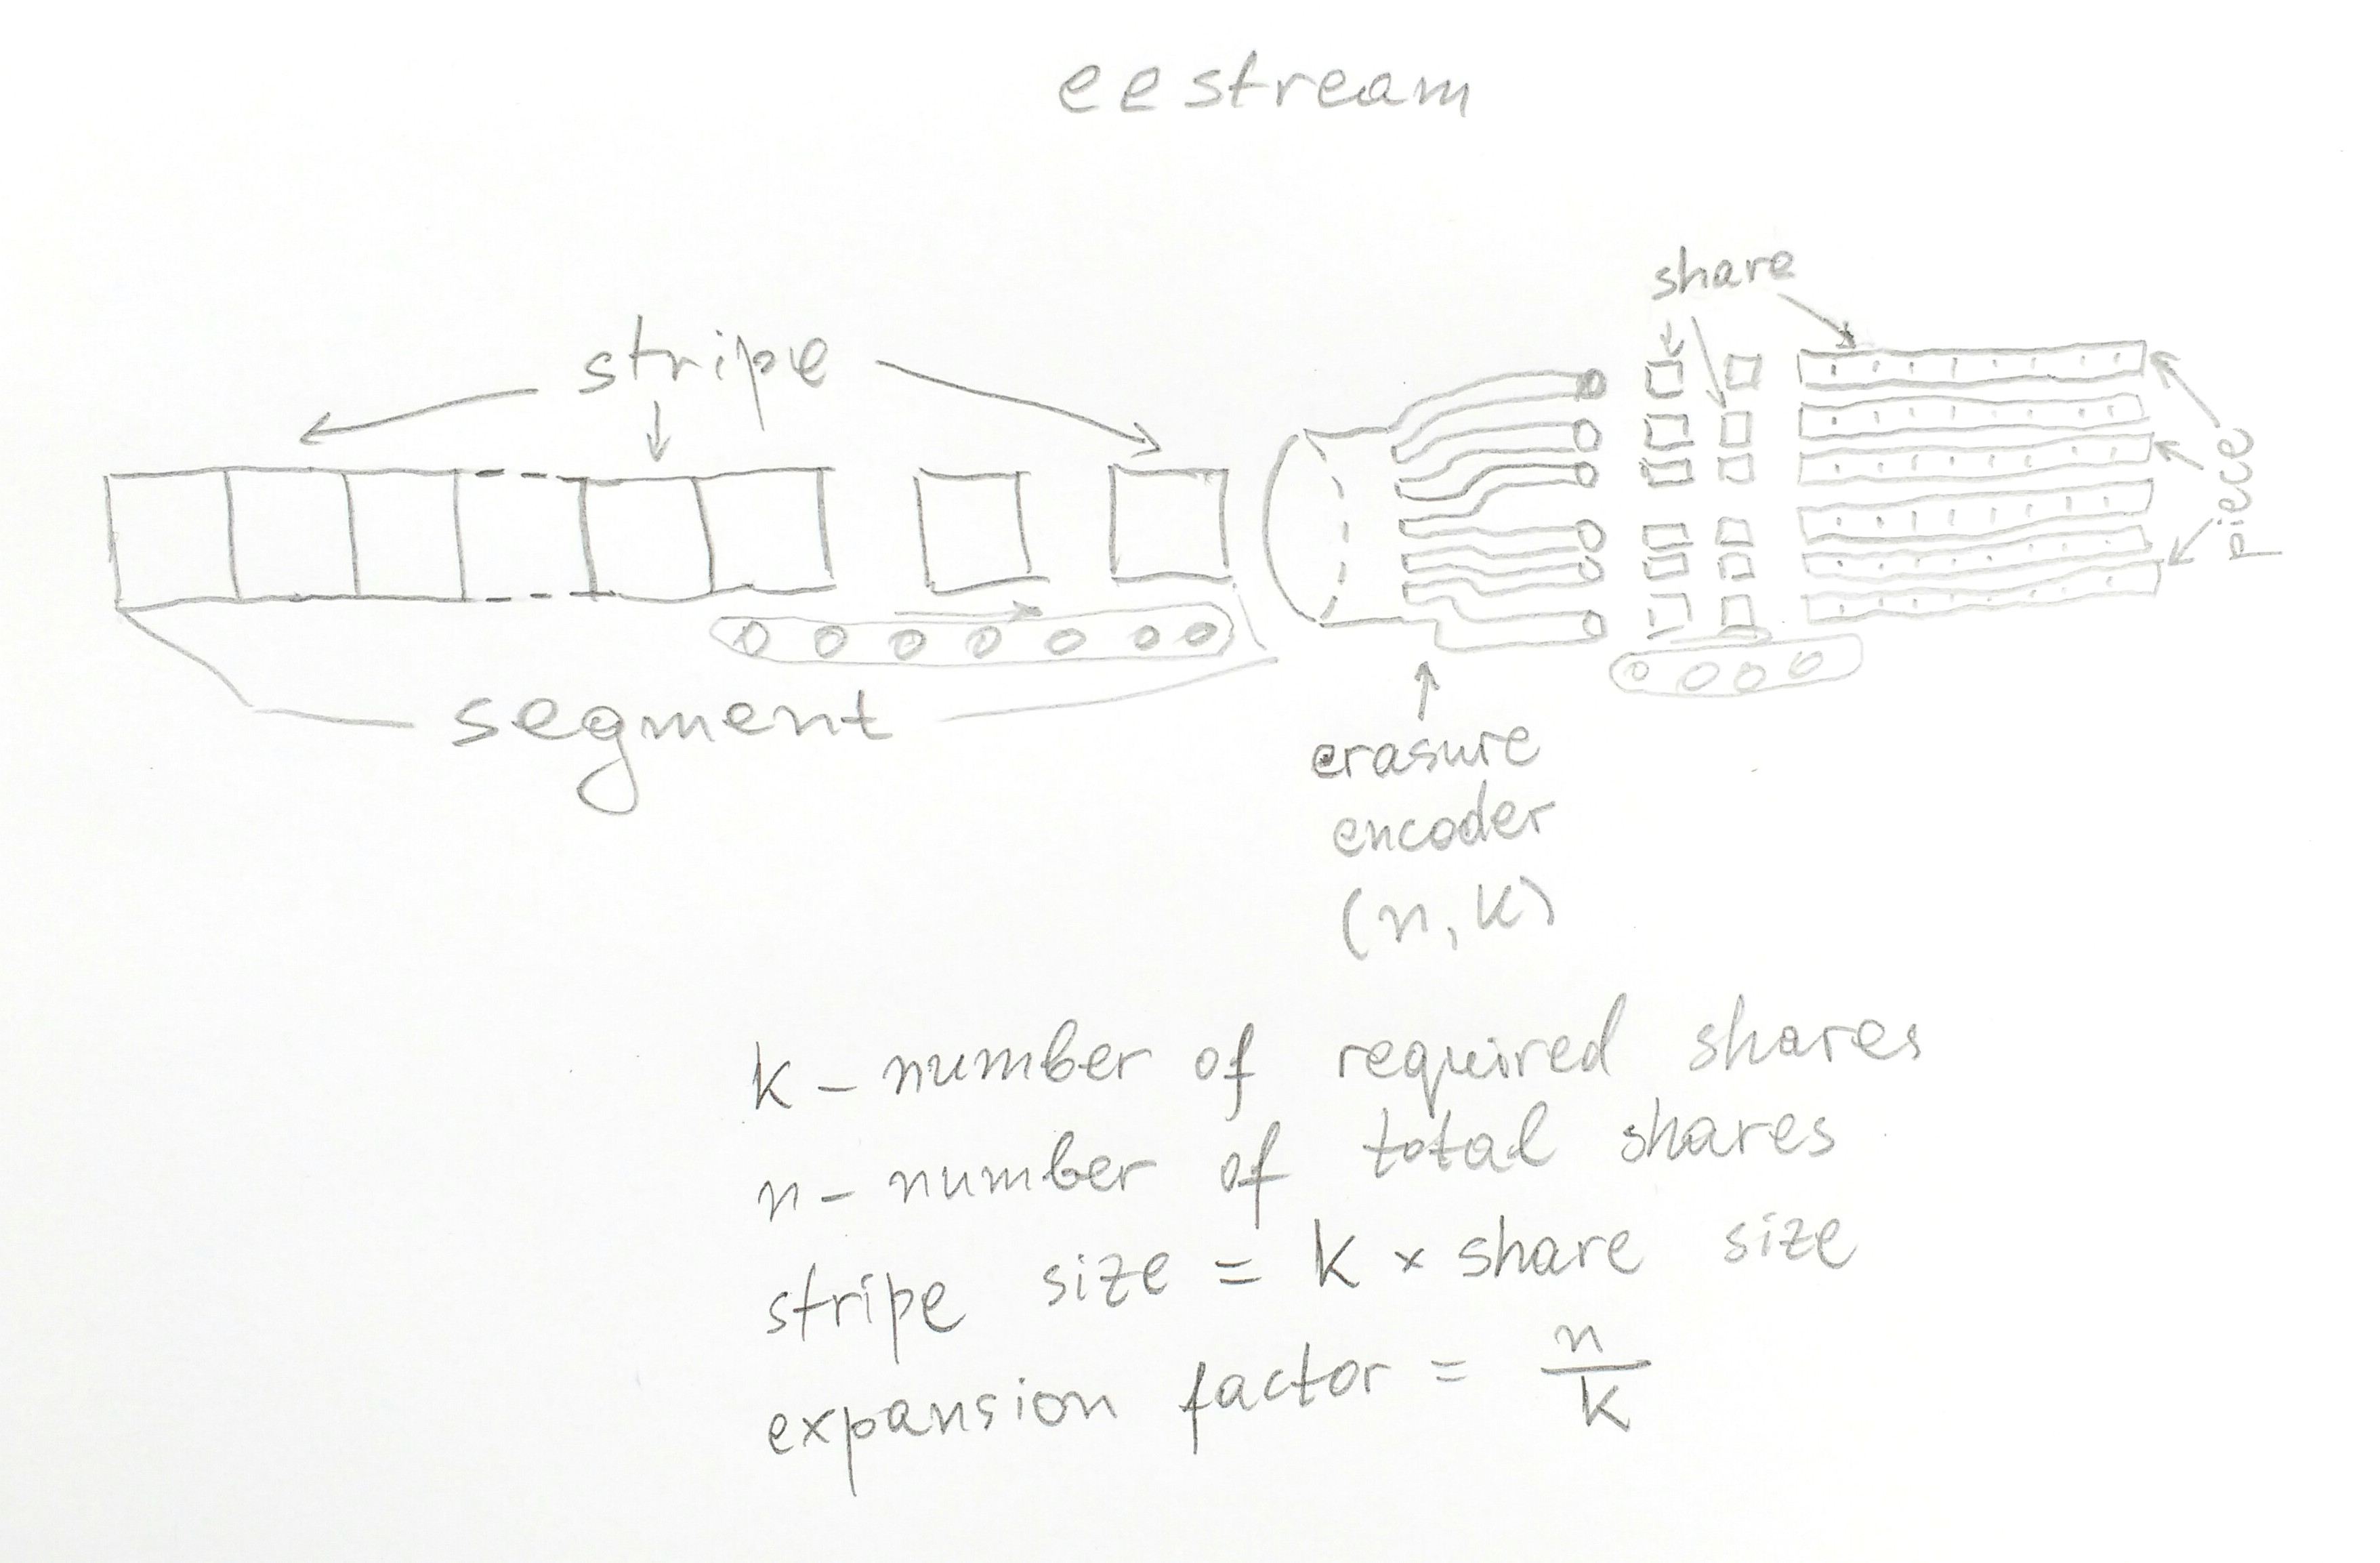 eestream
share
stripe
piece
segment
erasure
encoder
(n, k)
k - number of required shares
n - number of total shares
stripe size = k × share size
expansion factor = n/k